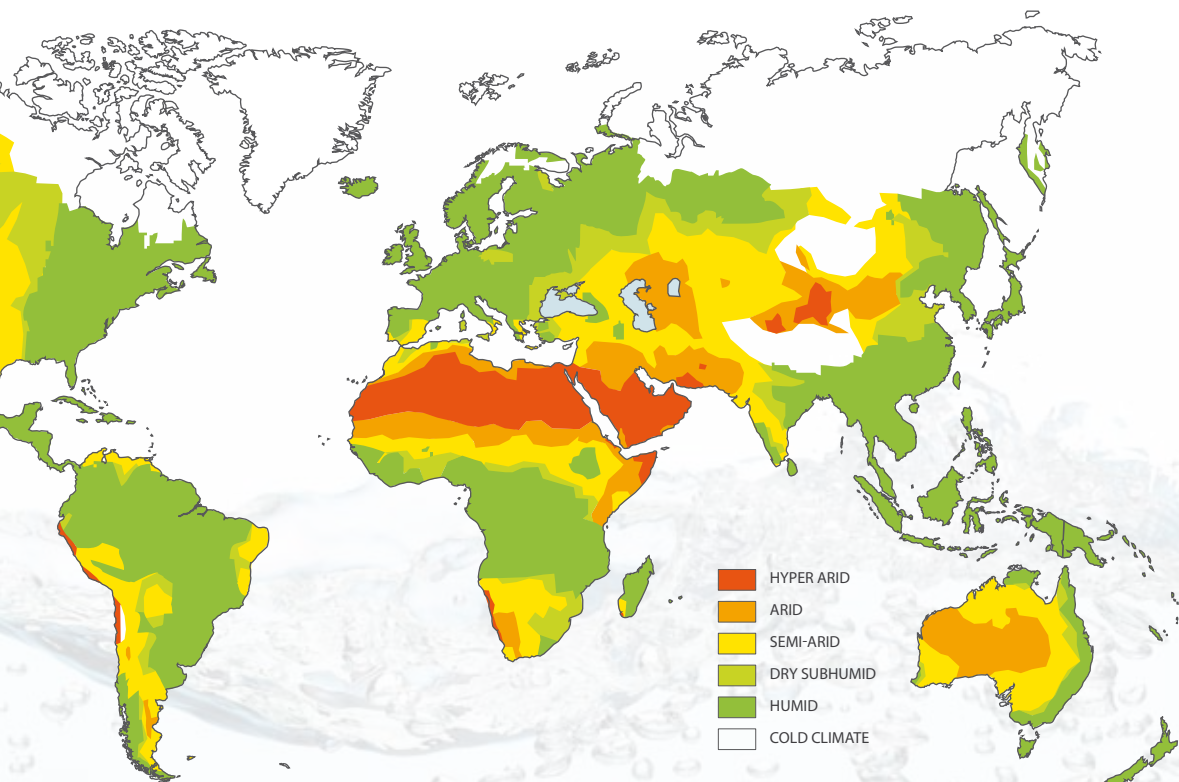 HYPER ARID
ARID
SEMI-ARID
DRY SUBHUMID
HUMID
COLD CLIMATE